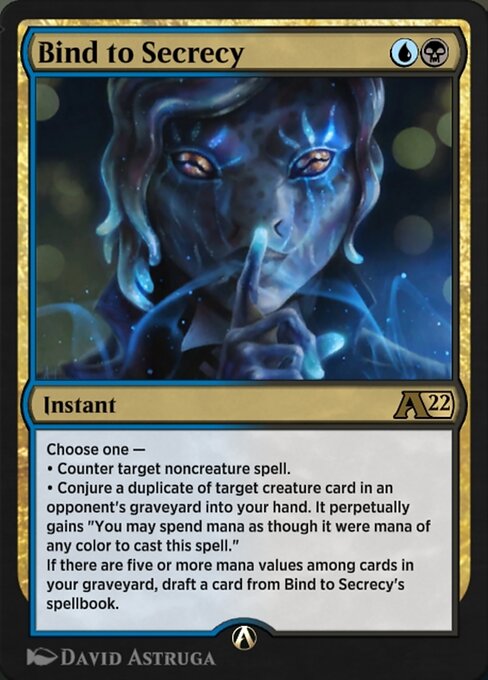 Bind to Secrecy
Instant
A22
Choose one —
• Counter target noncreature spell.
• Conjure a duplicate of target creature card in an
opponent's graveyard into your hand. It perpetually
gains "You may spend mana as though it were mana of
any color to cast this spell."
If there are five or more mana values among cards in
your graveyard, draft a card from Bind to Secrecy's
spellbook.
David Astruga